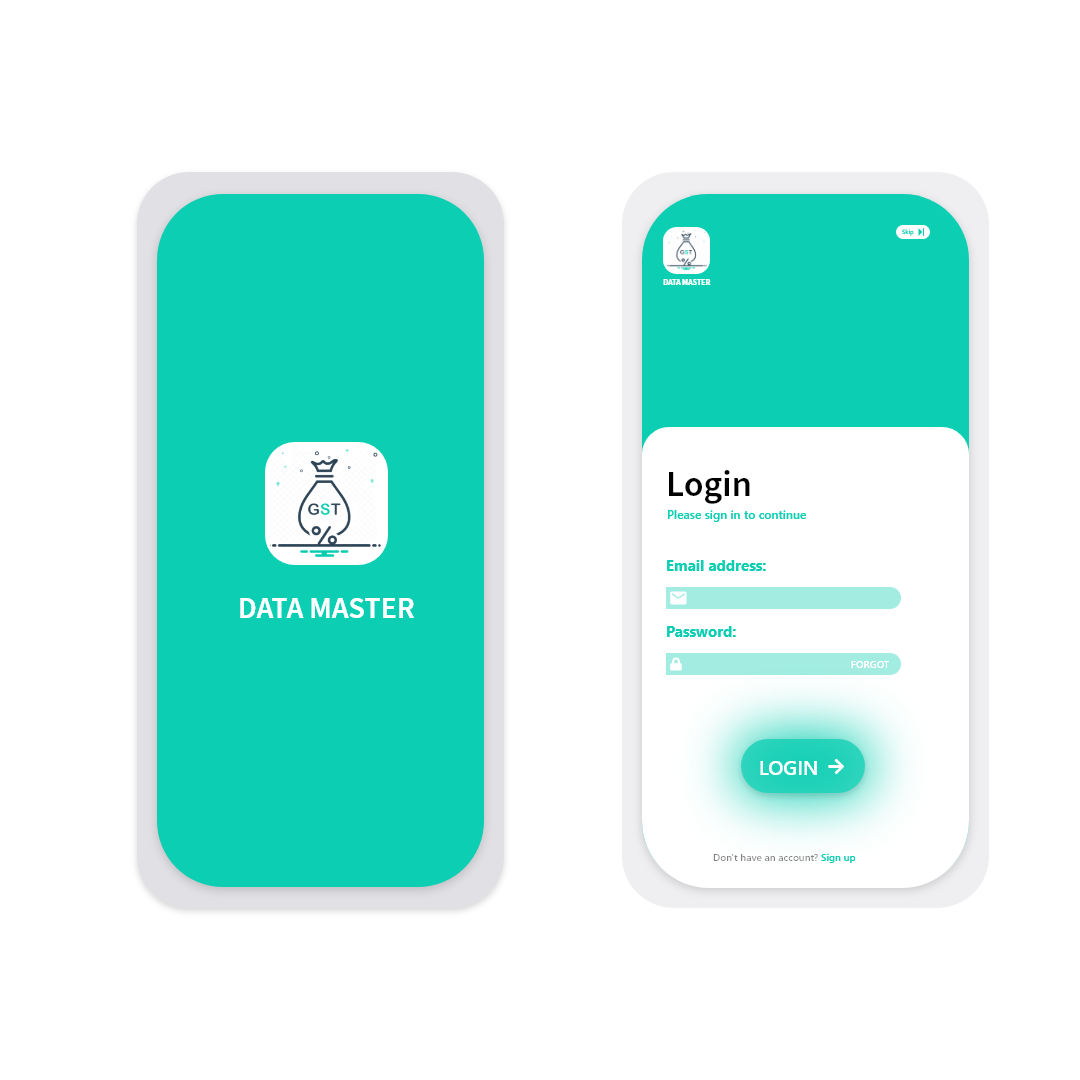 GST
DATA MASTER
GST
DATA MASTER
Skip
Login
Please sign in to continue
Email address:
Password:
FORGOT
LOGIN
Don't have an account? Sign up